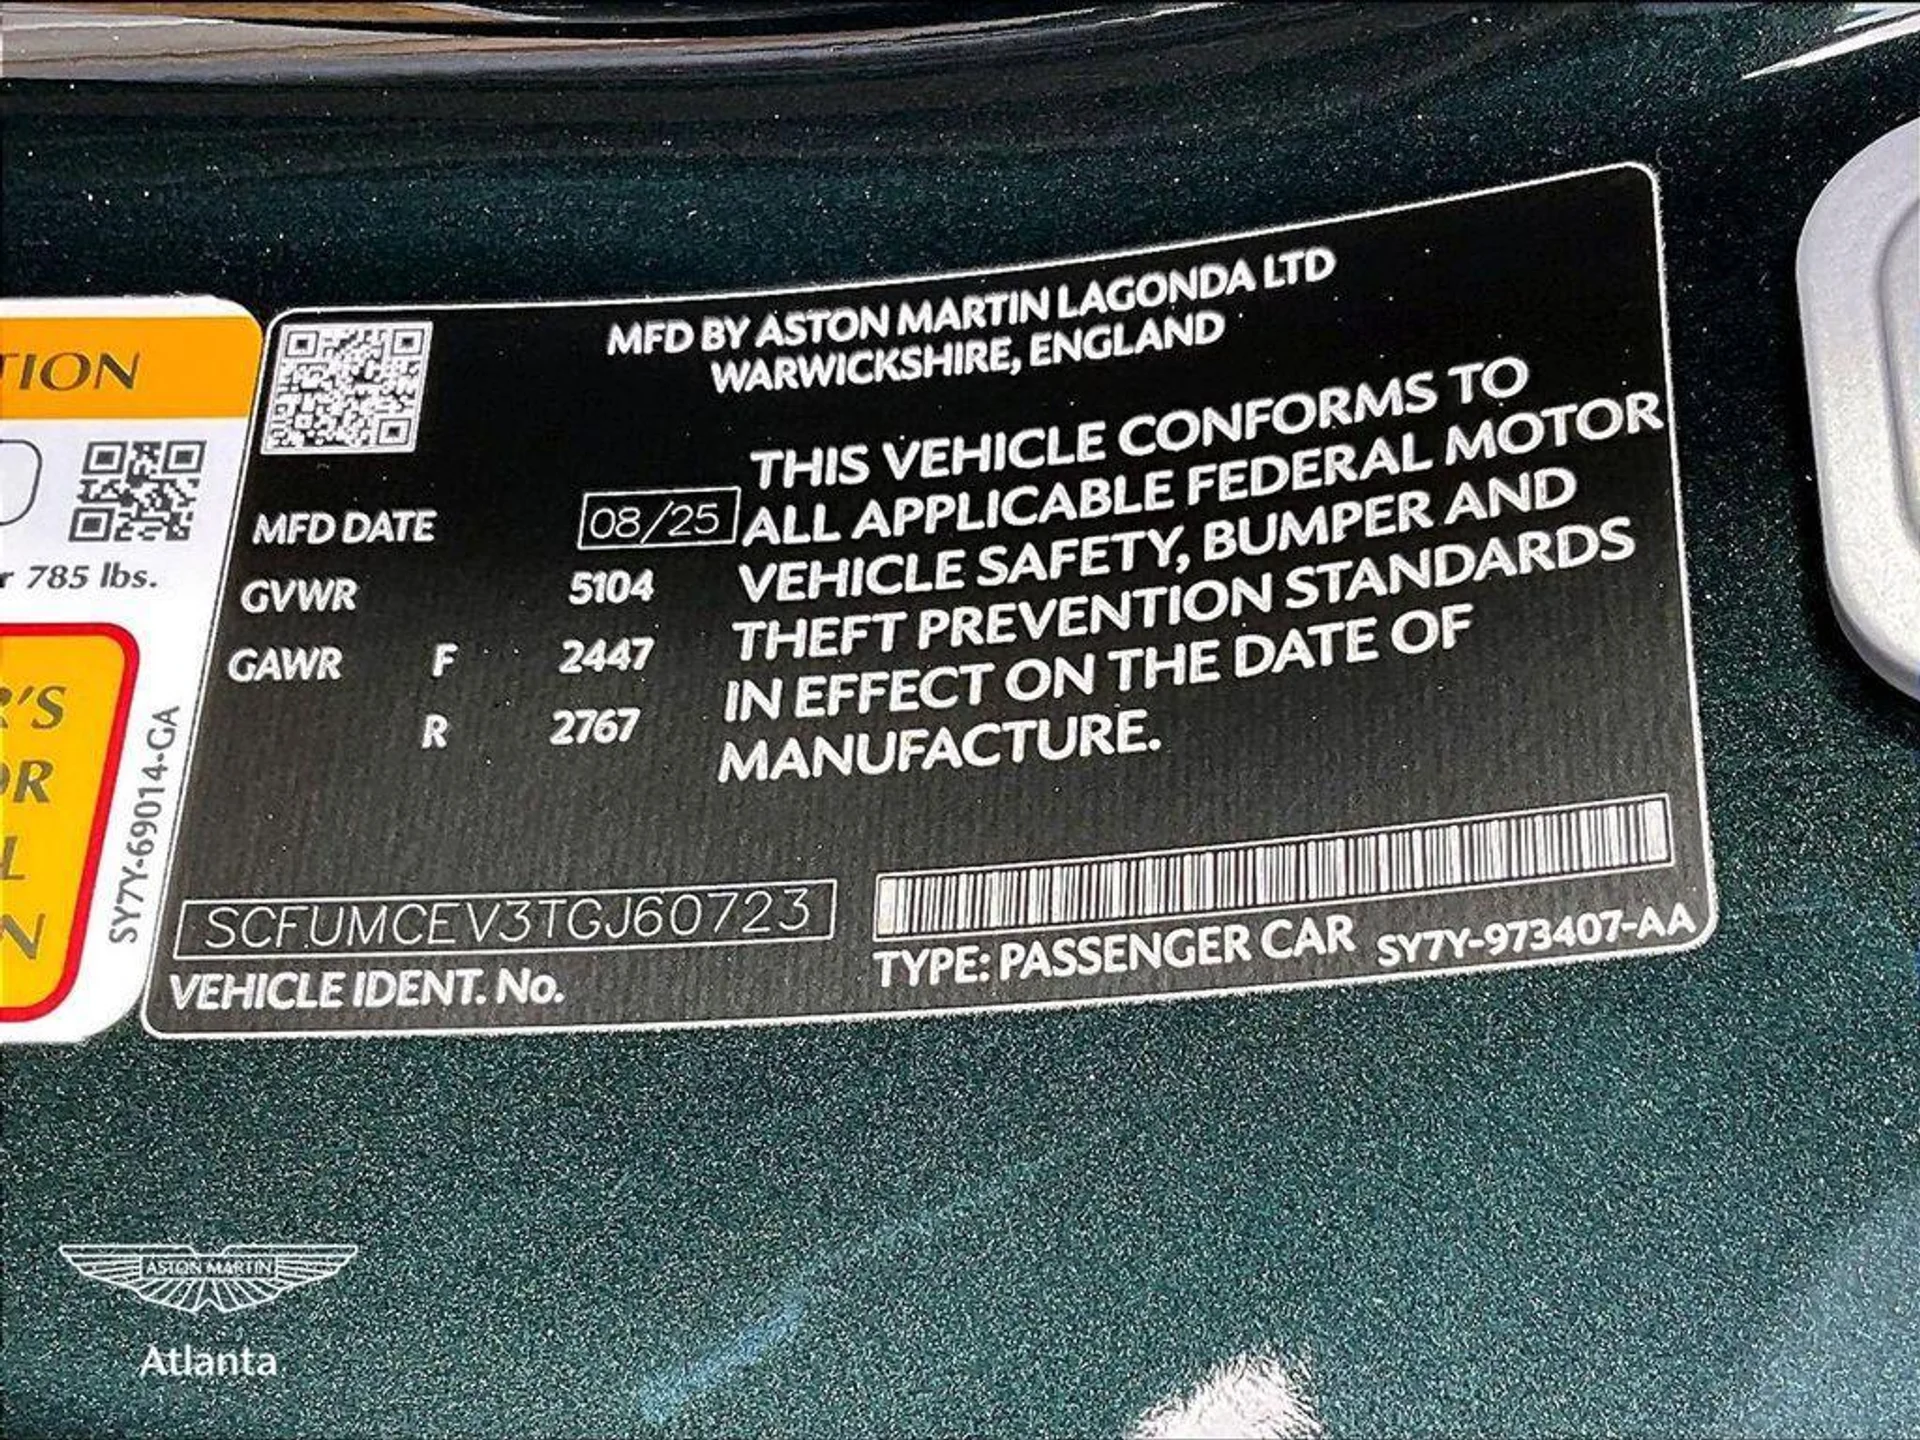 TION
r 785 lbs.
R'S
OR
L
N
SY7Y-69014-GA
MFD BY ASTON MARTIN LAGONDA LTD
WARWICKSHIRE, ENGLAND
MFD DATE 08/25
GVWR 5104
GAWR F 2447
R 2767
THIS VEHICLE CONFORMS TO
ALL APPLICABLE FEDERAL MOTOR
VEHICLE SAFETY, BUMPER AND
THEFT PREVENTION STANDARDS
IN EFFECT ON THE DATE OF
MANUFACTURE.
SCFUMCEV3TGJ60723
VEHICLE IDENT. No.
TYPE: PASSENGER CAR SY7Y-973407-AA
ASTON MARTIN
Atlanta